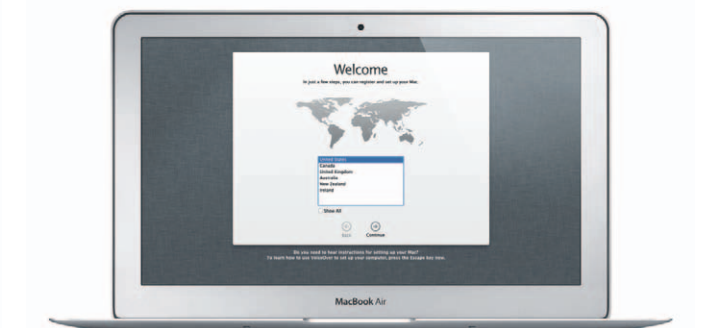 Welcome
In just a few steps, you can register and set up your Mac.
United States
Canada
United Kingdom
Australia
New Zealand
Ireland
Show All
Back
Continue
Do you need to hear instructions for setting up your Mac?
To learn how to use VoiceOver to set up your computer, press the Escape key now.
MacBook Air